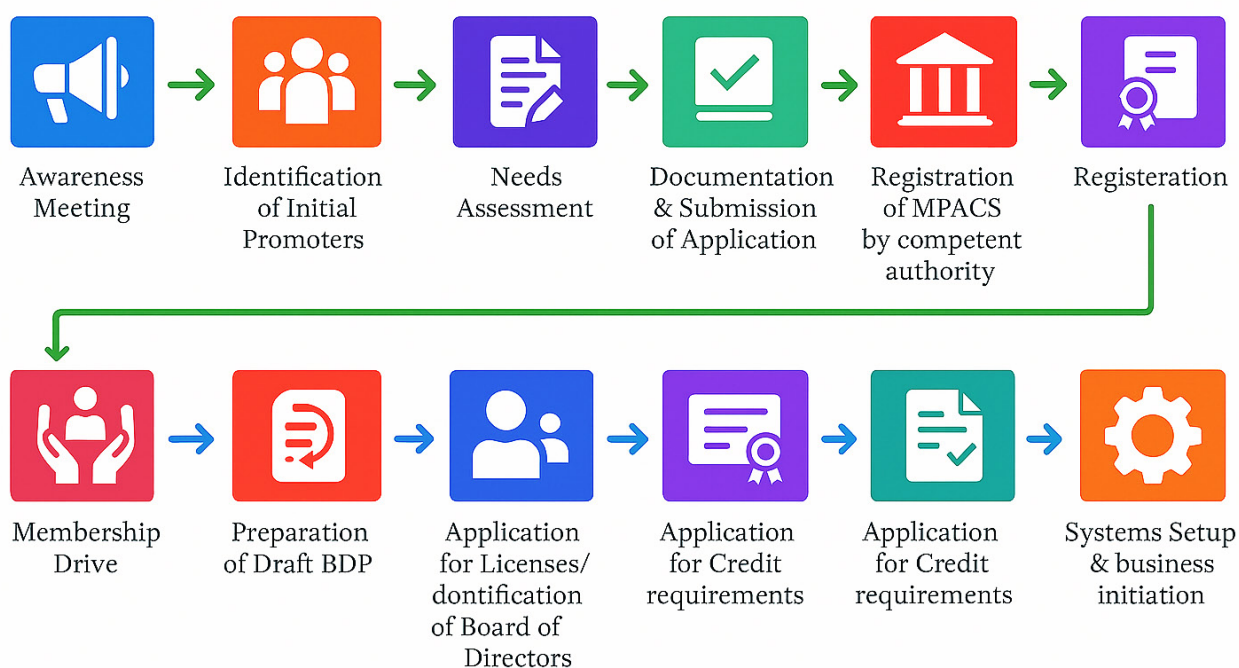 Awareness
Meeting
Identification
of Initial
Promoters
Needs
Assessment
Documentation
& Submission
of Application
Registration
of MPACS
by competent
authority
Registeration
Membership
Drive
Preparation
of Draft BDP
Application
for Licenses/
dontification
of Board of
Directors
Application
for Credit
requirements
Application
for Credit
requirements
Systems Setup
& business
initiation